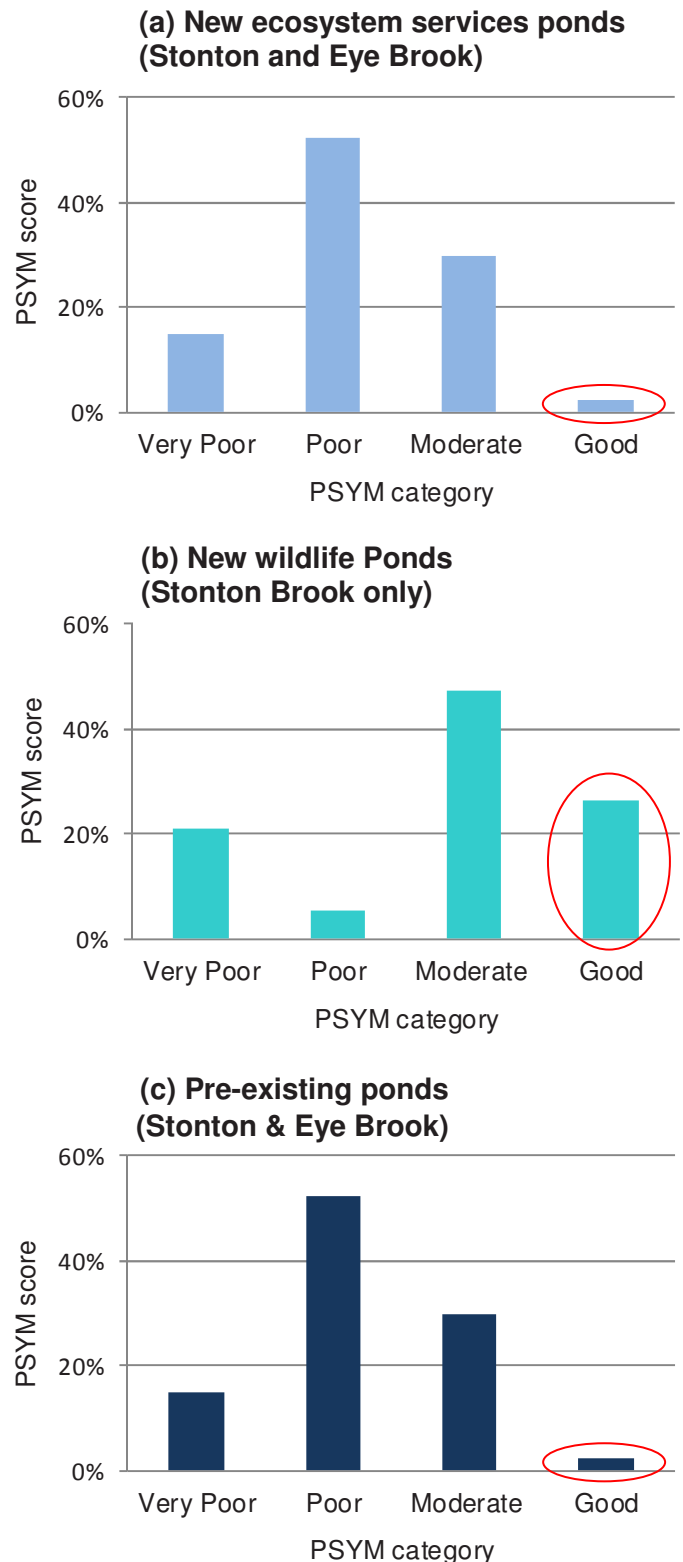 (a) New ecosystem services ponds
(Stonton and Eye Brook)
60%
40%
20%
0%
PSYM score
Very Poor Poor Moderate Good
PSYM category
(b) New wildlife Ponds
(Stonton Brook only)
60%
40%
20%
0%
PSYM score
Very Poor Poor Moderate Good
PSYM category
(c) Pre-existing ponds
(Stonton & Eye Brook)
60%
40%
20%
0%
PSYM score
Very Poor Poor Moderate Good
PSYM category